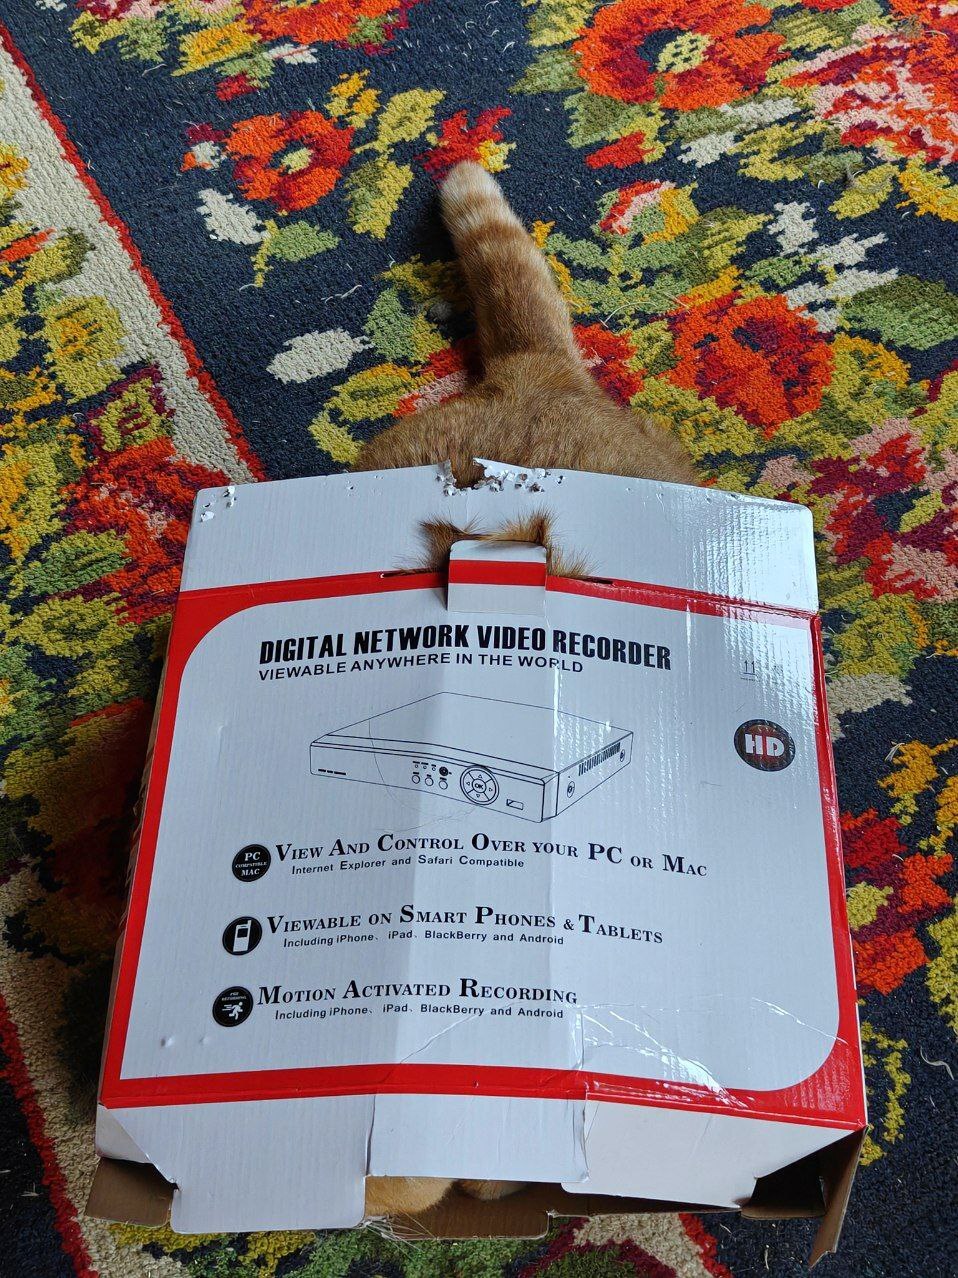 DIGITAL NETWORK VIDEO RECORDER
VIEWABLE ANYWHERE IN THE WORLD
HD
OK
PC
COMPATIBLE
MAC
VIEW AND CONTROL OVER YOUR PC OR MAC
Internet Explorer and Safari Compatible
VIEWABLE ON SMART PHONES & TABLETS
Including iPhone、 iPad、 BlackBerry and Android
MOTION ACTIVATED RECORDING
Including iPhone、 iPad、 BlackBerry and Android